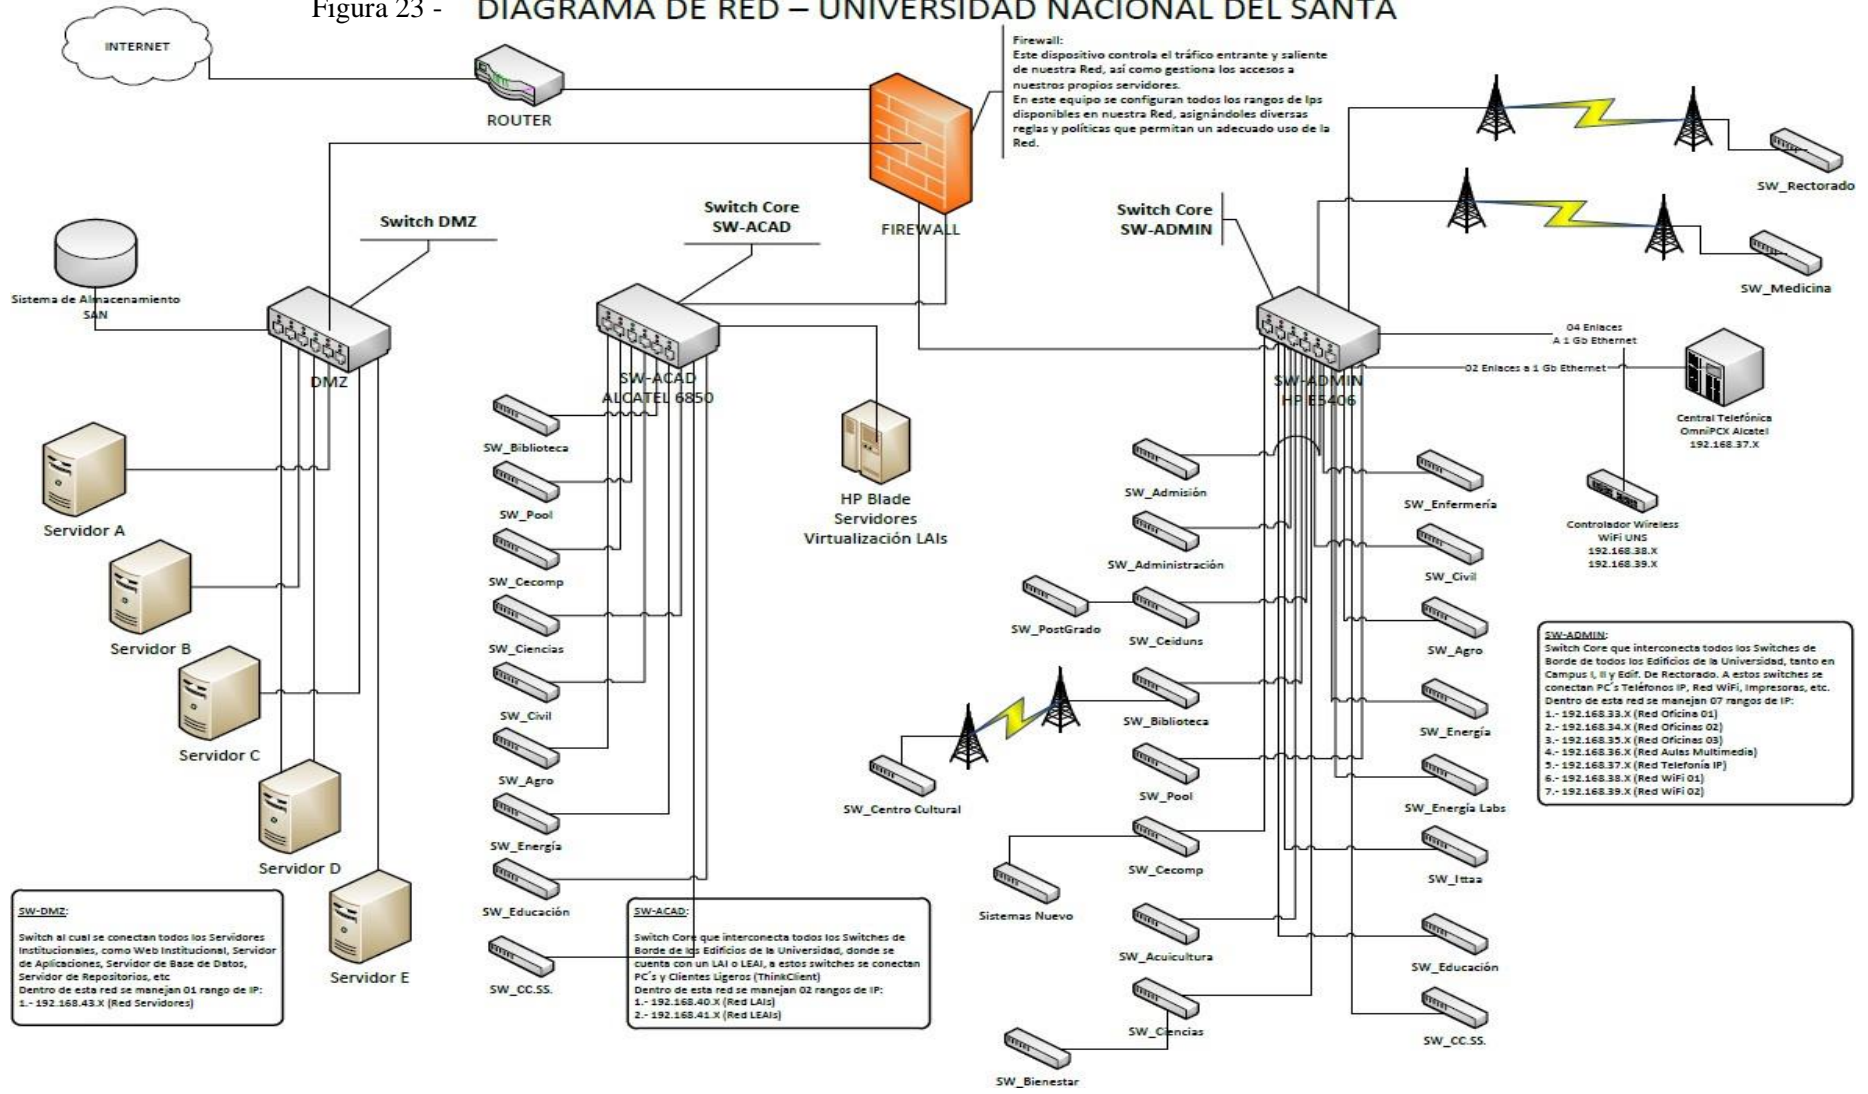 Figura 23 - DIAGRAMA DE RED – UNIVERSIDAD NACIONAL DEL SANTA
INTERNET
ROUTER
Firewall:
Este dispositivo controla el tráfico entrante y saliente
de nuestra Red, así como gestiona los accesos a
nuestros propios servidores.
En este equipo se configuran todos los rangos de Ips
disponibles en nuestra Red, asignándoles diversas
reglas y políticas que permitan un adecuado uso de la
Red.
FIREWALL
SW_Rectorado
SW_Medicina
Switch DMZ
Switch Core
SW-ACAD
Switch Core
SW-ADMIN
Sistema de Almacenamiento
SAN
DMZ
SW-ACAD
ALCATEL 6850
SW-ADMIN
HP E5406
04 Enlaces
A 1 Gb Ethernet
02 Enlaces a 1 Gb Ethernet
Central Telefónica
OmniPCX Alcatel
192.168.37.X
Controlador Wireless
WiFi UNS
192.168.38.X
192.168.39.X
Servidor A
Servidor B
Servidor C
Servidor D
Servidor E
SW_Biblioteca
SW_Pool
SW_Cecomp
SW_Ciencias
SW_Civil
SW_Agro
SW_Energía
SW_Educación
SW_CC.SS.
HP Blade
Servidores
Virtualización LAIs
SW_Admisión
SW_Administración
SW_PostGrado
SW_Ceiduns
SW_Biblioteca
SW_Centro Cultural
SW_Pool
SW_Cecomp
Sistemas Nuevo
SW_Acuicultura
SW_Ciencias
SW_Bienestar
SW_Enfermería
SW_Civil
SW_Agro
SW_Energía
SW_Energía Labs
SW_Ittaa
SW_Educación
SW_CC.SS.
SW-ADMIN:
Switch Core que interconecta todos los Switches de
Borde de todos los Edificios de la Universidad, tanto en
Campus I, II y Edif. De Rectorado. A estos switches se
conectan PC´s Teléfonos IP, Red WiFi, Impresoras, etc.
Dentro de esta red se manejan 07 rangos de IP:
1.- 192.168.33.X (Red Oficina 01)
2.- 192.168.34.X (Red Oficinas 02)
3.- 192.168.35.X (Red Oficinas 03)
4.- 192.168.36.X (Red Aulas Multimedia)
5.- 192.168.37.X (Red Telefonía IP)
6.- 192.168.38.X (Red WiFi 01)
7.- 192.168.39.X (Red WiFi 02)
SW-DMZ:
Switch al cual se conectan todos los Servidores
Institucionales, como Web Institucional, Servidor
de Aplicaciones, Servidor de Base de Datos,
Servidor de Repositorios, etc
Dentro de esta red se manejan 01 rango de IP:
1.- 192.168.43.X (Red Servidores)
SW-ACAD:
Switch Core que interconecta todos los Switches de
Borde de los Edificios de la Universidad, donde se
cuenta con un LAI o LEAI, a estos switches se conectan
PC´s y Clientes Ligeros (ThinkClient)
Dentro de esta red se manejan 02 rangos de IP:
1.- 192.168.40.X (Red LAIs)
2.- 192.168.41.X (Red LEAIs)